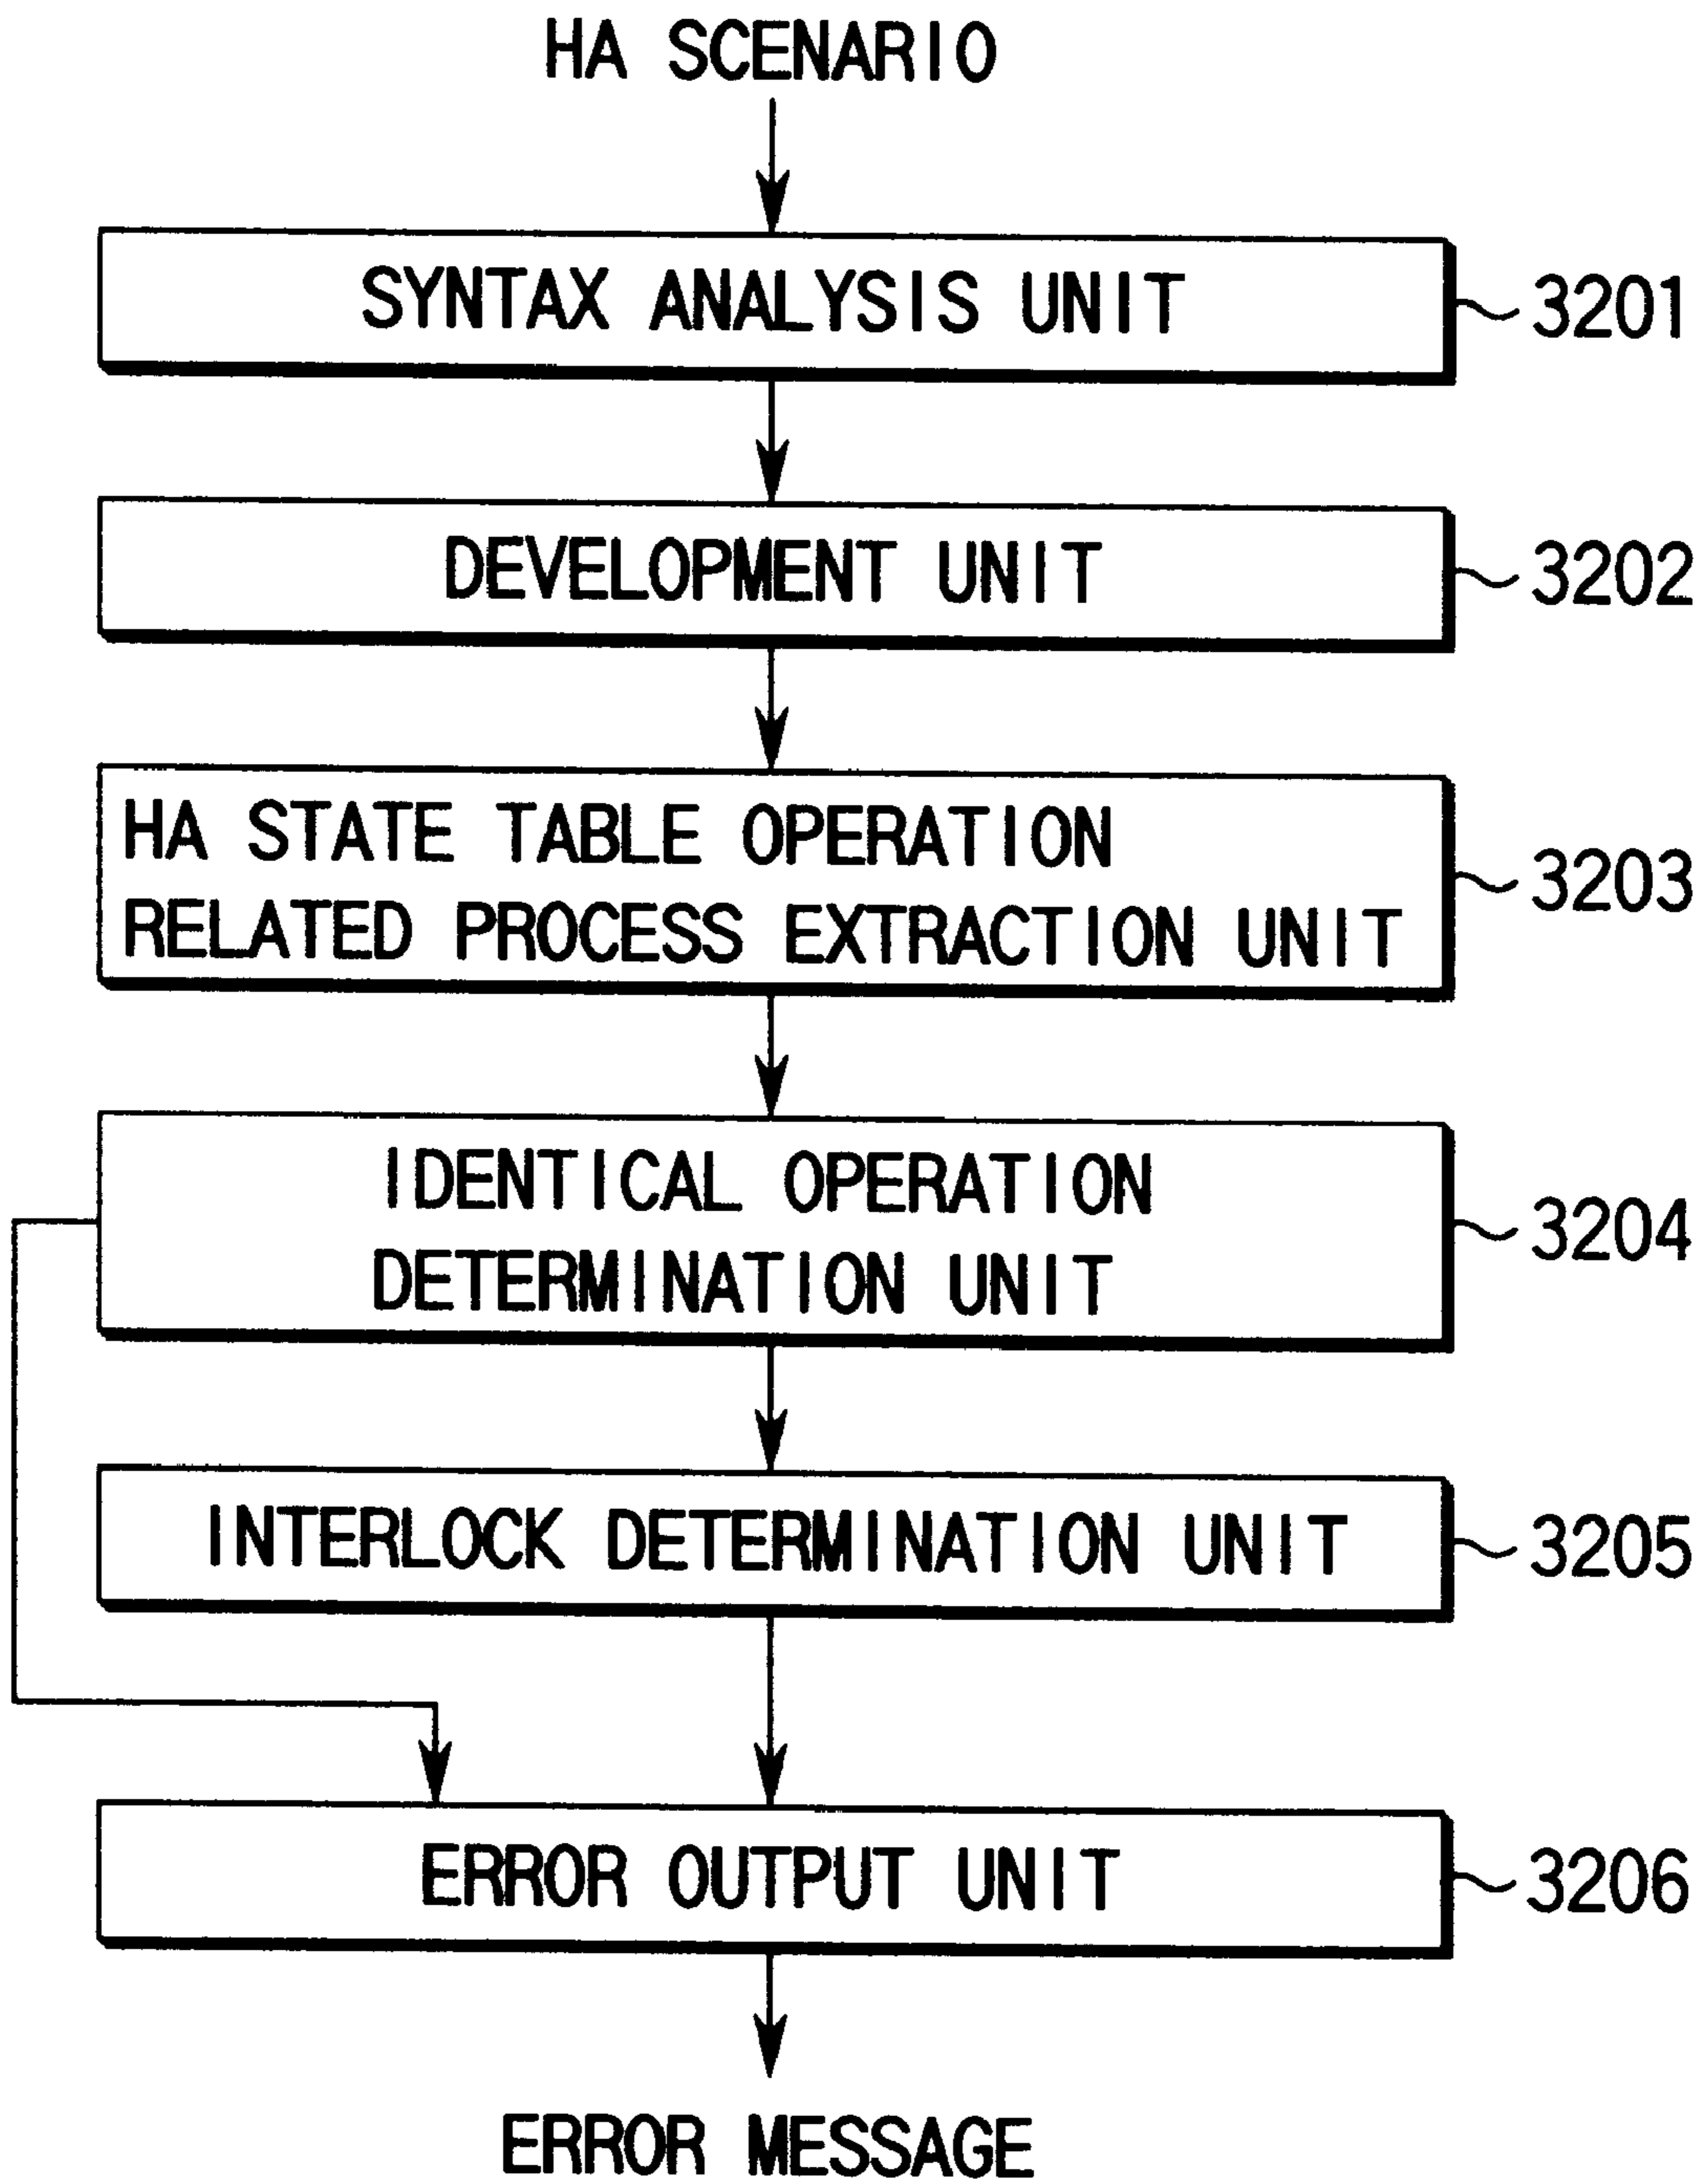 HA SCENARIO
SYNTAX ANALYSIS UNIT
3201
DEVELOPMENT UNIT
3202
HA STATE TABLE OPERATION
RELATED PROCESS EXTRACTION UNIT
3203
IDENTICAL OPERATION
DETERMINATION UNIT
3204
INTERLOCK DETERMINATION UNIT
3205
ERROR OUTPUT UNIT
3206
ERROR MESSAGE